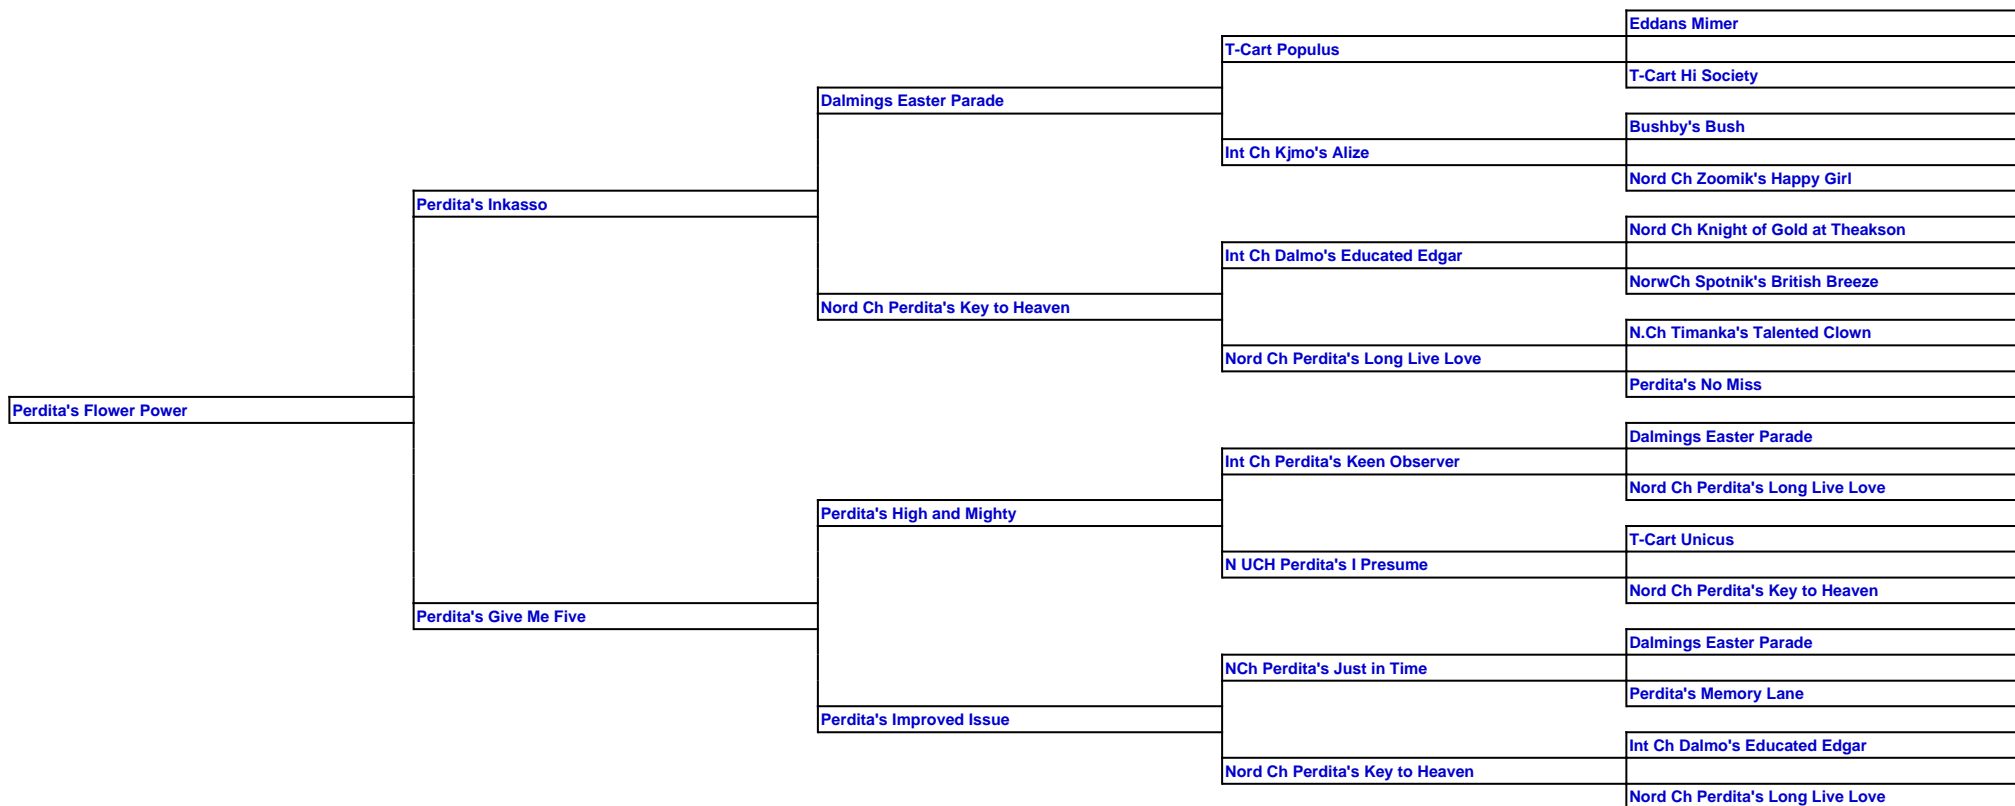 Eddans Mimer
T-Cart Populus
T-Cart Hi Society
Dalmings Easter Parade
Bushby's Bush
Int Ch Kjmo's Alize
Nord Ch Zoomik's Happy Girl
Perdita's Inkasso
Nord Ch Knight of Gold at Theakson
Int Ch Dalmo's Educated Edgar
NorwCh Spotnik's British Breeze
Nord Ch Perdita's Key to Heaven
N.Ch Timanka's Talented Clown
Nord Ch Perdita's Long Live Love
Perdita's No Miss
Perdita's Flower Power
Dalmings Easter Parade
Int Ch Perdita's Keen Observer
Nord Ch Perdita's Long Live Love
Perdita's High and Mighty
T-Cart Unicus
N UCH Perdita's I Presume
Nord Ch Perdita's Key to Heaven
Perdita's Give Me Five
Dalmings Easter Parade
NCh Perdita's Just in Time
Perdita's Memory Lane
Perdita's Improved Issue
Int Ch Dalmo's Educated Edgar
Nord Ch Perdita's Key to Heaven
Nord Ch Perdita's Long Live Love